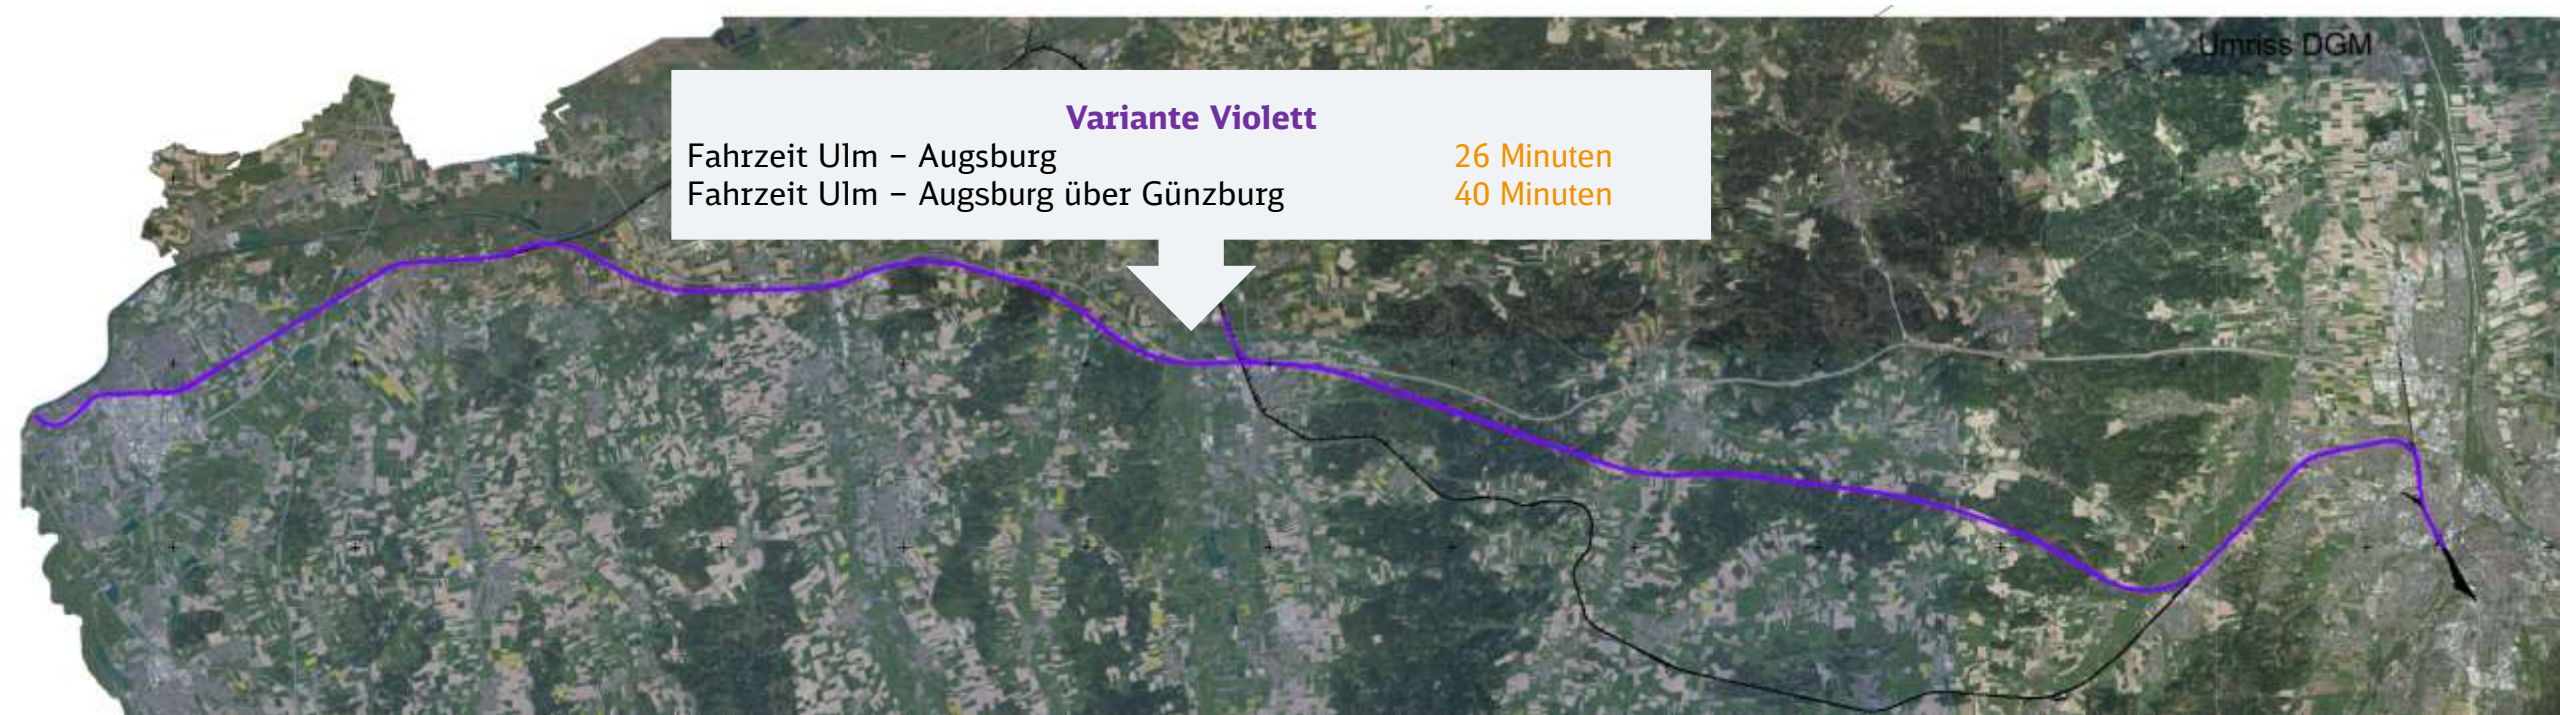 Umriss DGM
Variante Violett
Fahrzeit Ulm – Augsburg 26 Minuten
Fahrzeit Ulm – Augsburg über Günzburg 40 Minuten